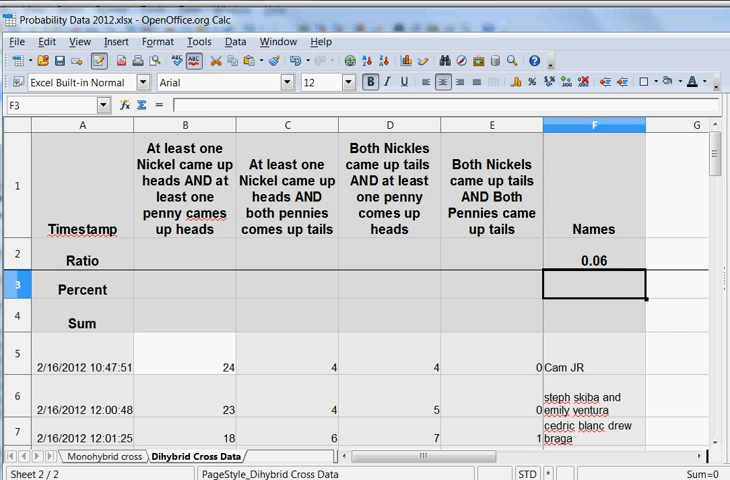 Probability Data 2012.xlsx - OpenOffice.org Calc
File Edit View Insert Format Tools Data Window Help
Excel Built-in Normal Arial 12 B I U
F3
A B C D E F G
1
At least one
Nickel came up
heads AND at
least one
penny cames
up heads
At least one
Nickel came up
heads AND
both pennies
comes up tails
Both Nickles
came up tails
AND at least
one penny
comes up
heads
Both Nickels
came up tails
AND Both
Pennies came
up tails
Timestamp
Names
2 Ratio 0.06
3 Percent
4 Sum
5 2/16/2012 10:47:51 24 4 4 0 Cam JR
6 2/16/2012 12:00:48 23 4 5 0 steph skiba and
emily ventura
7 2/16/2012 12:01:25 18 6 7 1 cedric blanc drew
braga
Monohybrid cross Dihybrid Cross Data
Sheet 2 / 2 PageStyle_Dihybrid Cross Data STD * Sum=0